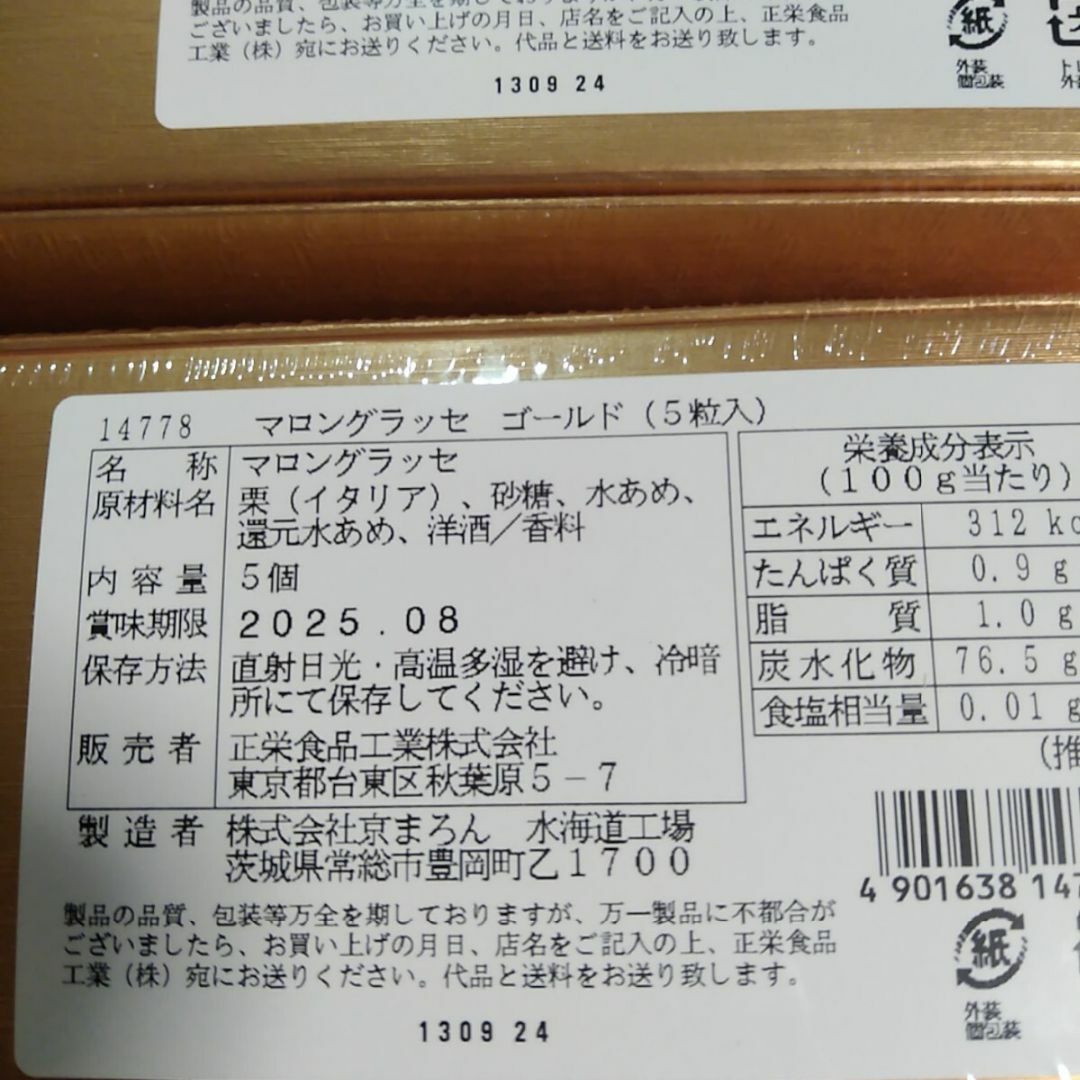 製品の品質、包装等万全を期しており
ございましたら、お買い上げの月日、店名をご記入の上、正栄食品
工業（株）宛にお送りください。代品と送料をお送り致します。
1309 24
紙
外装
個包装
14778 マロングラッセ ゴールド（5粒入）
名称 マロングラッセ
原材料名 栗（イタリア）、砂糖、水あめ、
還元水あめ、洋酒／香料
内容量 5個
賞味期限 2025.08
保存方法 直射日光・高温多湿を避け、冷暗
所にて保存してください。
販売者 正栄食品工業株式会社
東京都台東区秋葉原5－7
製造者 株式会社京まろん 水海道工場
茨城県常総市豊岡町乙1700
栄養成分表示
（100g当たり）
エネルギー 312 kc
たんぱく質 0.9 g
脂質 1.0 g
炭水化物 76.5 g
食塩相当量 0.01 g
（推
4 901638 147
製品の品質、包装等万全を期しておりますが、万一製品に不都合が
ございましたら、お買い上げの月日、店名をご記入の上、正栄食品
工業（株）宛にお送りください。代品と送料をお送り致します。
1309 24
紙
外装
個包装